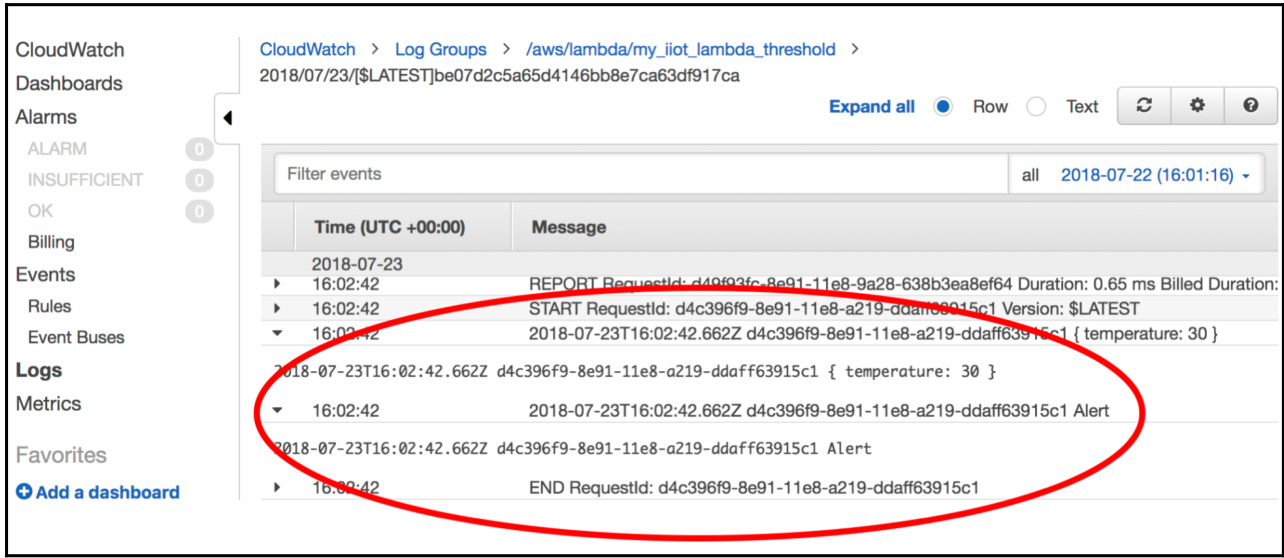 CloudWatch
Dashboards
Alarms
ALARM 0
INSUFFICIENT 0
OK 0
Billing
Events
Rules
Event Buses
Logs
Metrics
Favorites
Add a dashboard
CloudWatch > Log Groups > /aws/lambda/my_iiot_lambda_threshold >
2018/07/23/[$LATEST]be07d2c5a65d4146bb8e7ca63df917ca
Expand all Row Text
Filter events all 2018-07-22 (16:01:16)
Time (UTC +00:00) Message
2018-07-23
16:02:42 REPORT RequestId: d49f93fc-8e91-11e8-9a28-638b3ea8ef64 Duration: 0.65 ms Billed Duration:
16:02:42 START RequestId: d4c396f9-8e91-11e8-a219-ddaff63915c1 Version: $LATEST
16:02:42 2018-07-23T16:02:42.662Z d4c396f9-8e91-11e8-a219-ddaff63915c1 { temperature: 30 }
2018-07-23T16:02:42.662Z d4c396f9-8e91-11e8-a219-ddaff63915c1 { temperature: 30 }
16:02:42 2018-07-23T16:02:42.662Z d4c396f9-8e91-11e8-a219-ddaff63915c1 Alert
2018-07-23T16:02:42.662Z d4c396f9-8e91-11e8-a219-ddaff63915c1 Alert
16:02:42 END RequestId: d4c396f9-8e91-11e8-a219-ddaff63915c1